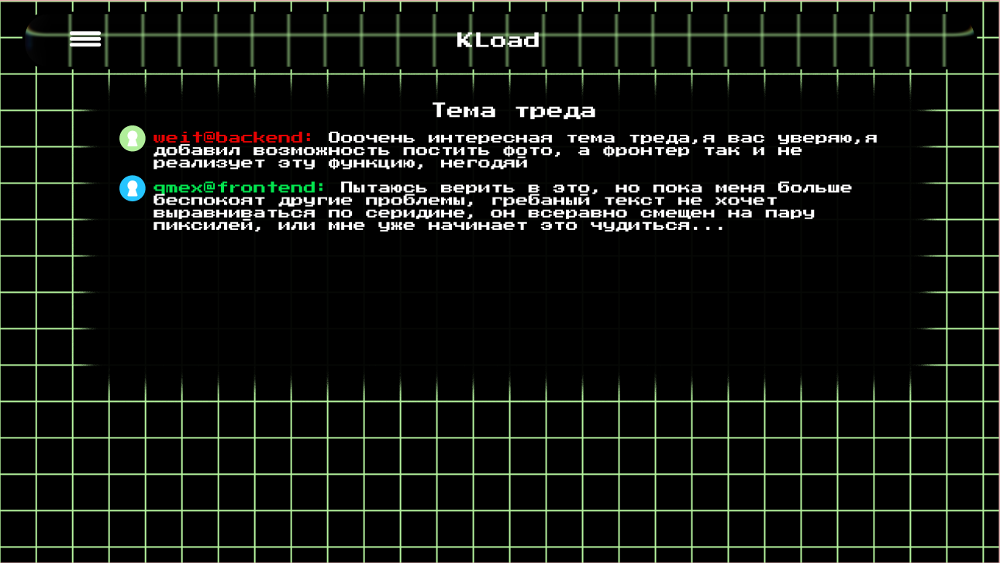 KLoad
Тема треда
weit@backend: Ооочень интересная тема треда,я вас уверяю,я
добавил возможность постить фото, а фронтер так и не
реализует эту функцию, негодяй
qmex@frontend: Пытаюсь верить в это, но пока меня больше
беспокоят другие проблемы, гребаный текст не хочет
выравниваться по серидине, он всеравно смещен на пару
пиксилей, или мне уже начинает это чудиться...